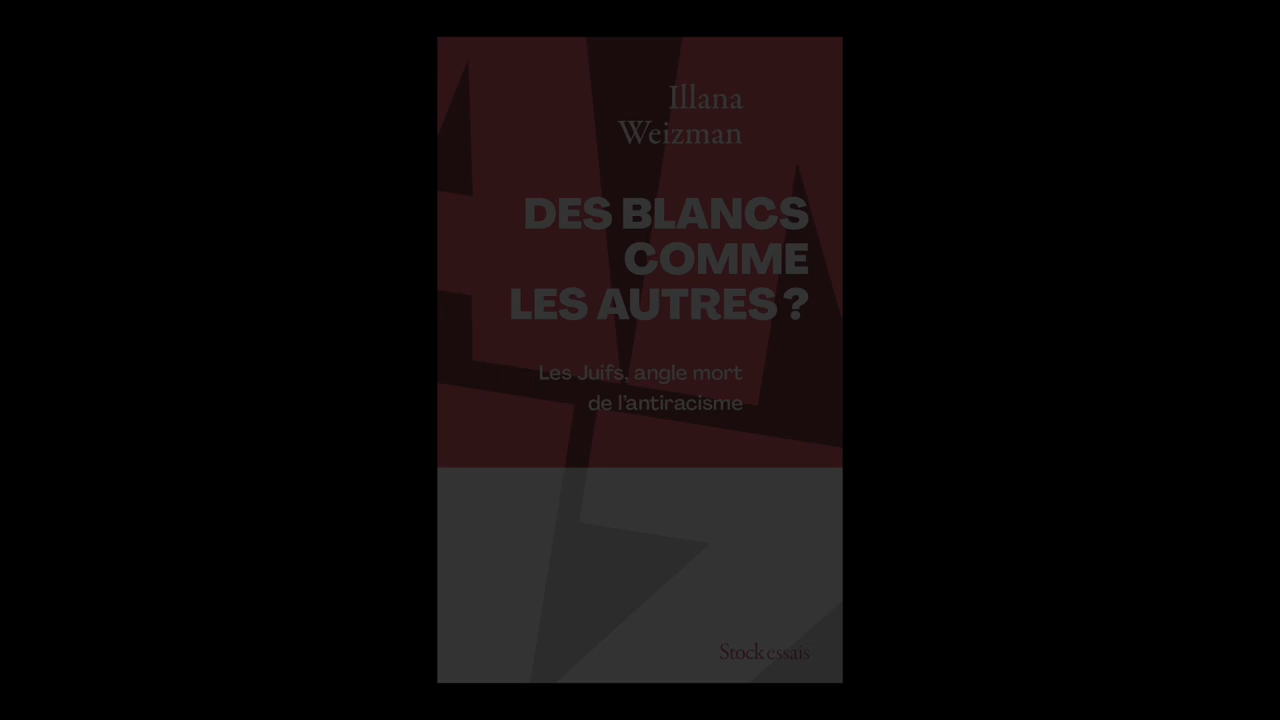 Illana
Weizman
DES BLANCS
COMME
LES AUTRES ?
Les Juifs, angle mort
de l'antiracisme
Stock essais